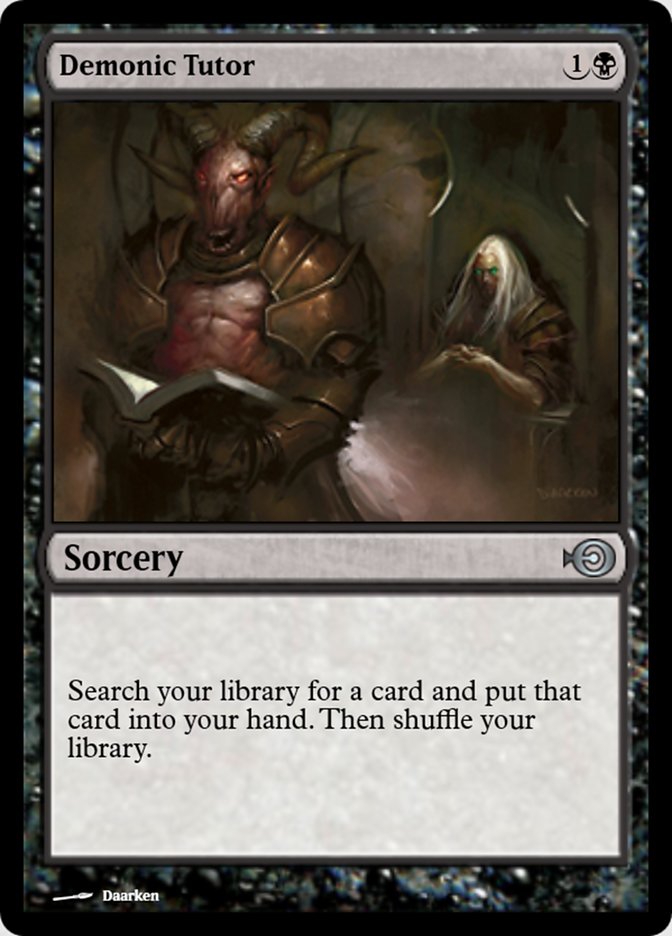 Demonic Tutor 1
DAARKEN
Sorcery
Search your library for a card and put that
card into your hand. Then shuffle your
library.
Daarken